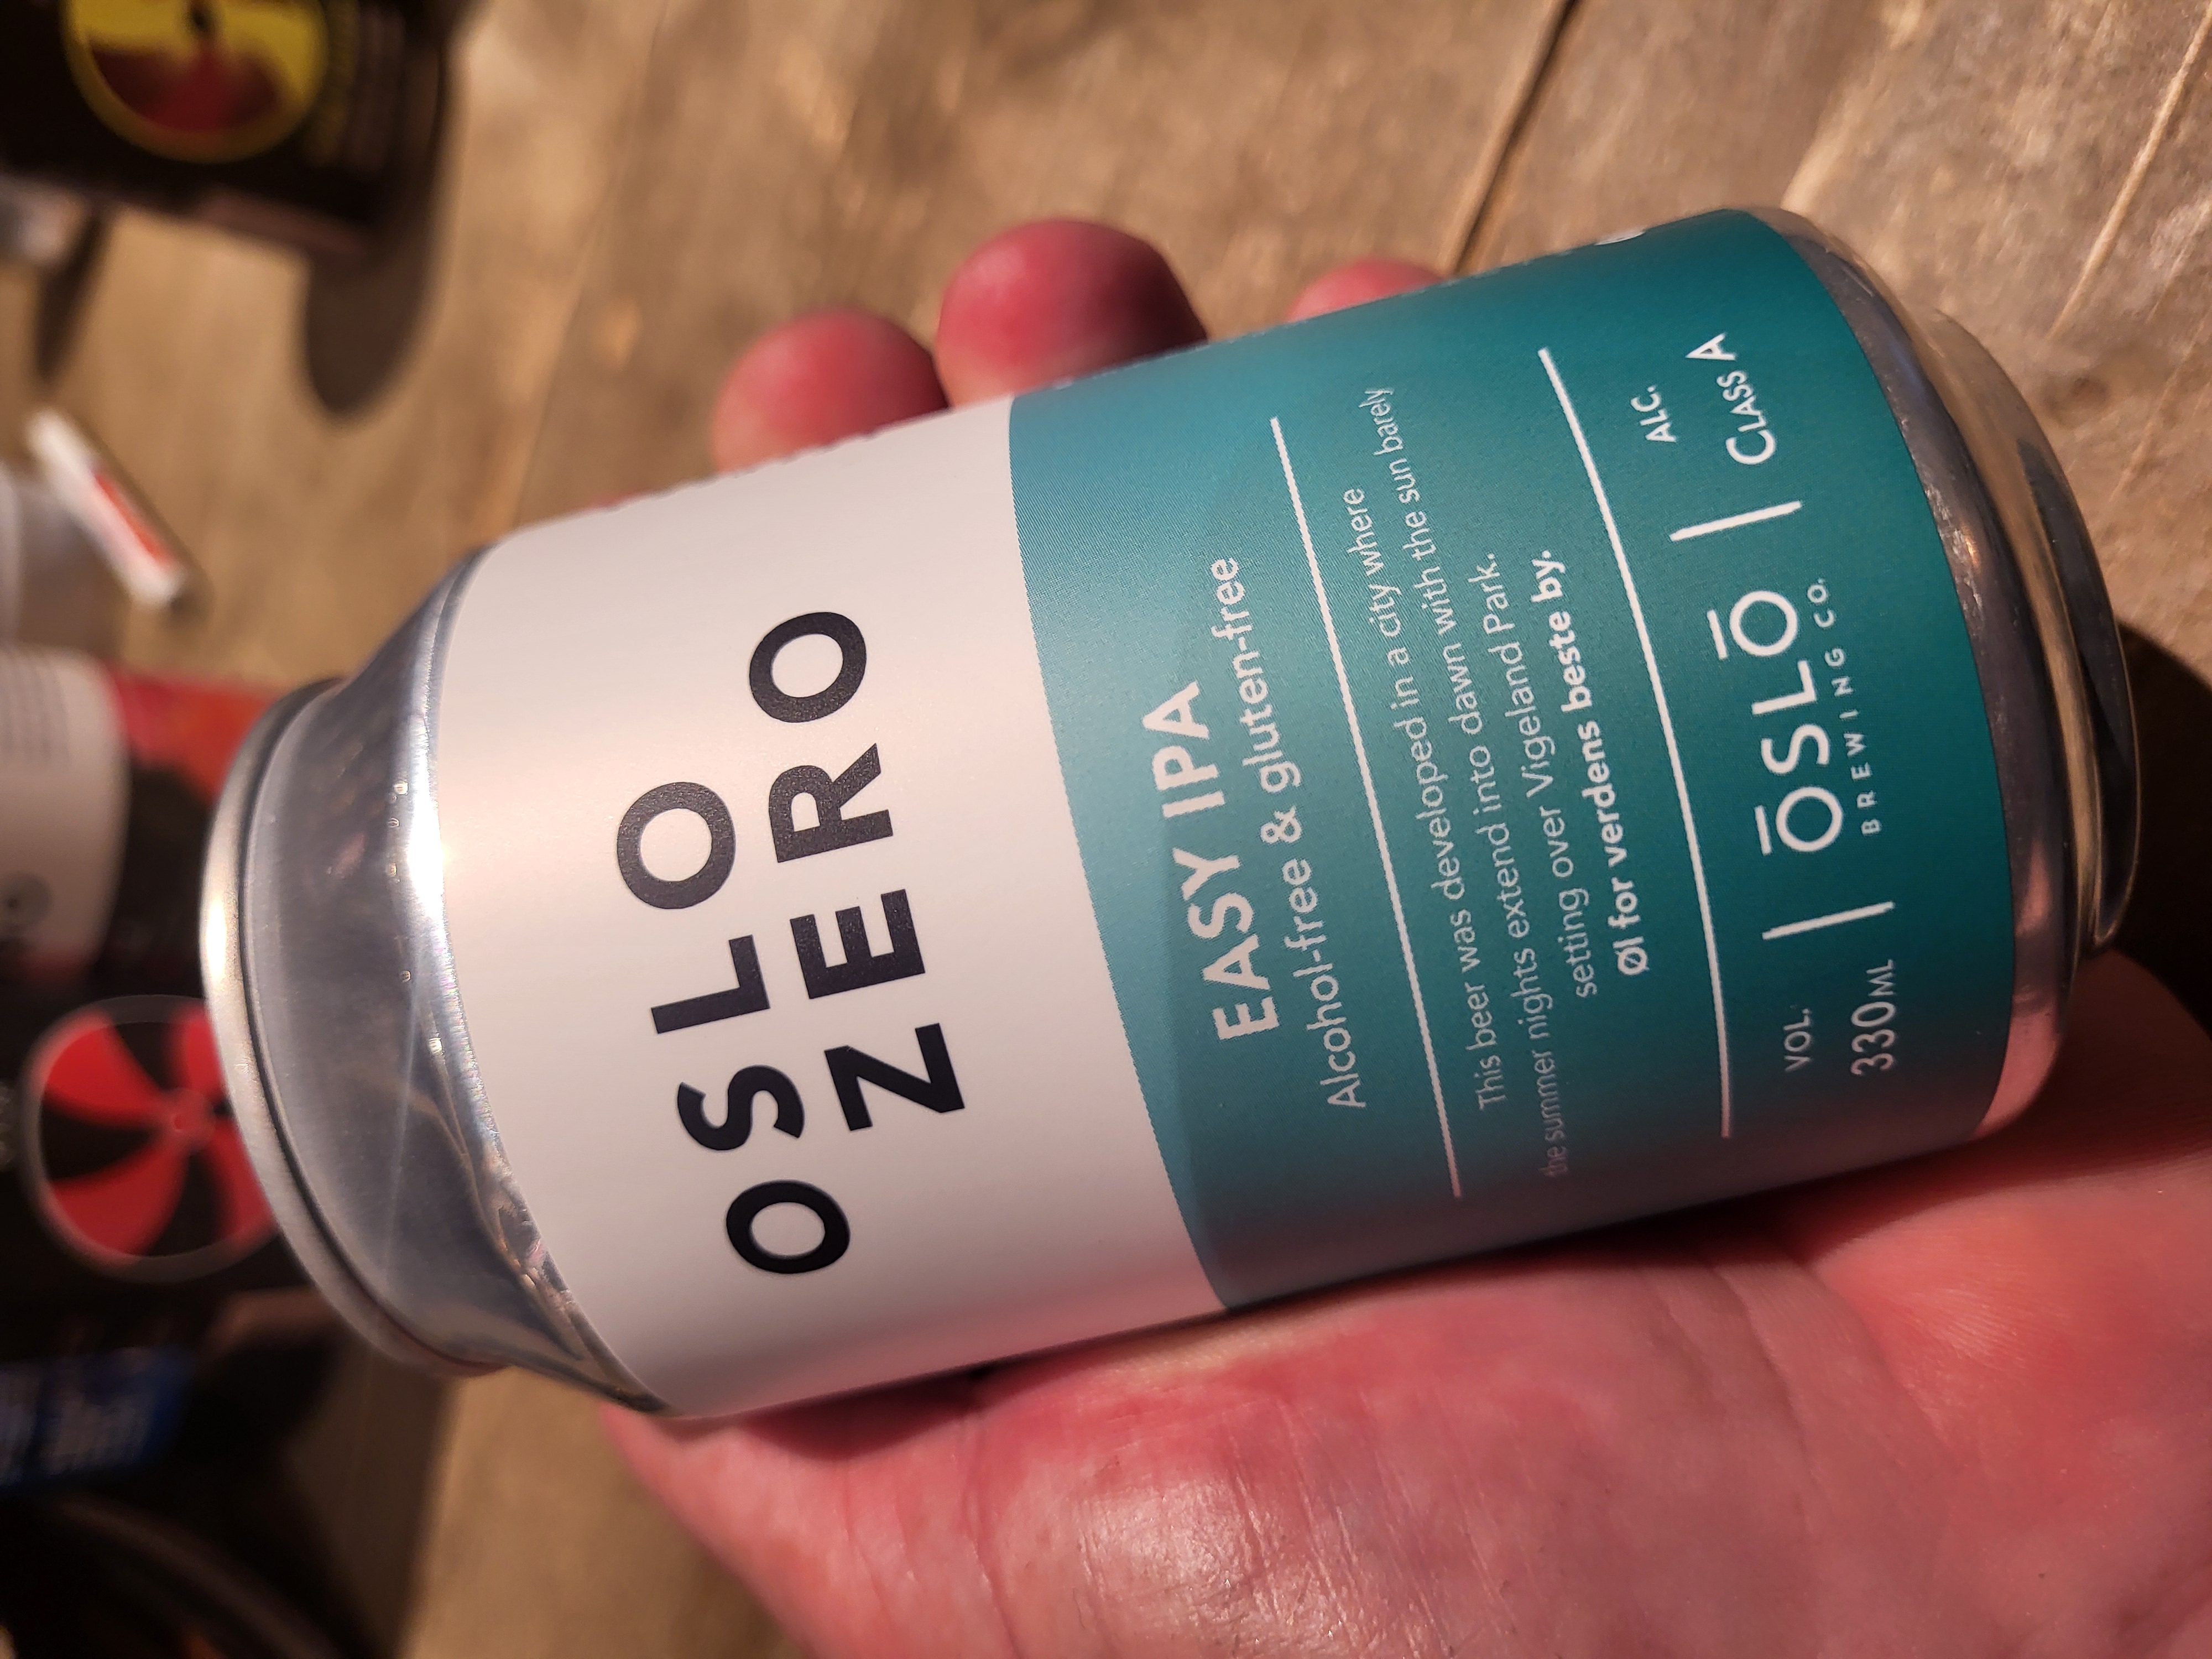 OSLO
ZERO
EASY IPA
Alcohol-free & gluten-free
This beer was developed in a city where
the summer nights extend into dawn with the sun barely
setting over Vigeland Park.
Øl for verdens beste by.
VOL.
330ML
ŌSLŌ
BREWING CO.
ALC.
CLASS A